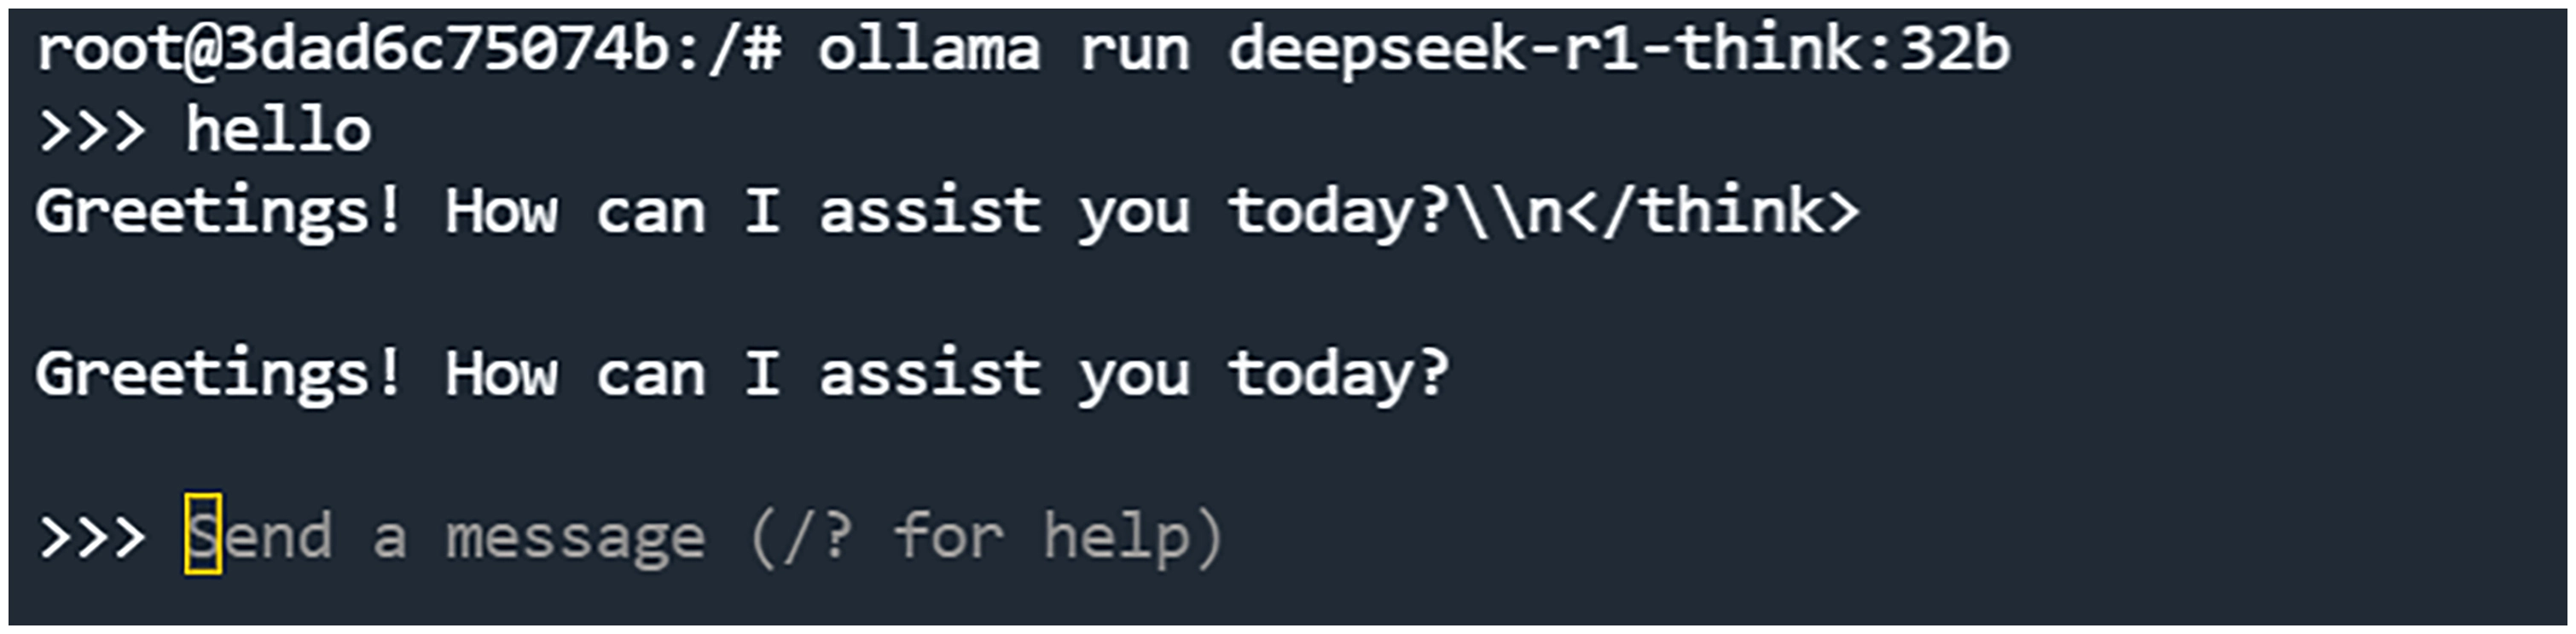 root@3dad6c75074b:/# ollama run deepseek-r1-think:32b
>>> hello
Greetings! How can I assist you today?\\n</think>
Greetings! How can I assist you today?
>>> Send a message (/? for help)